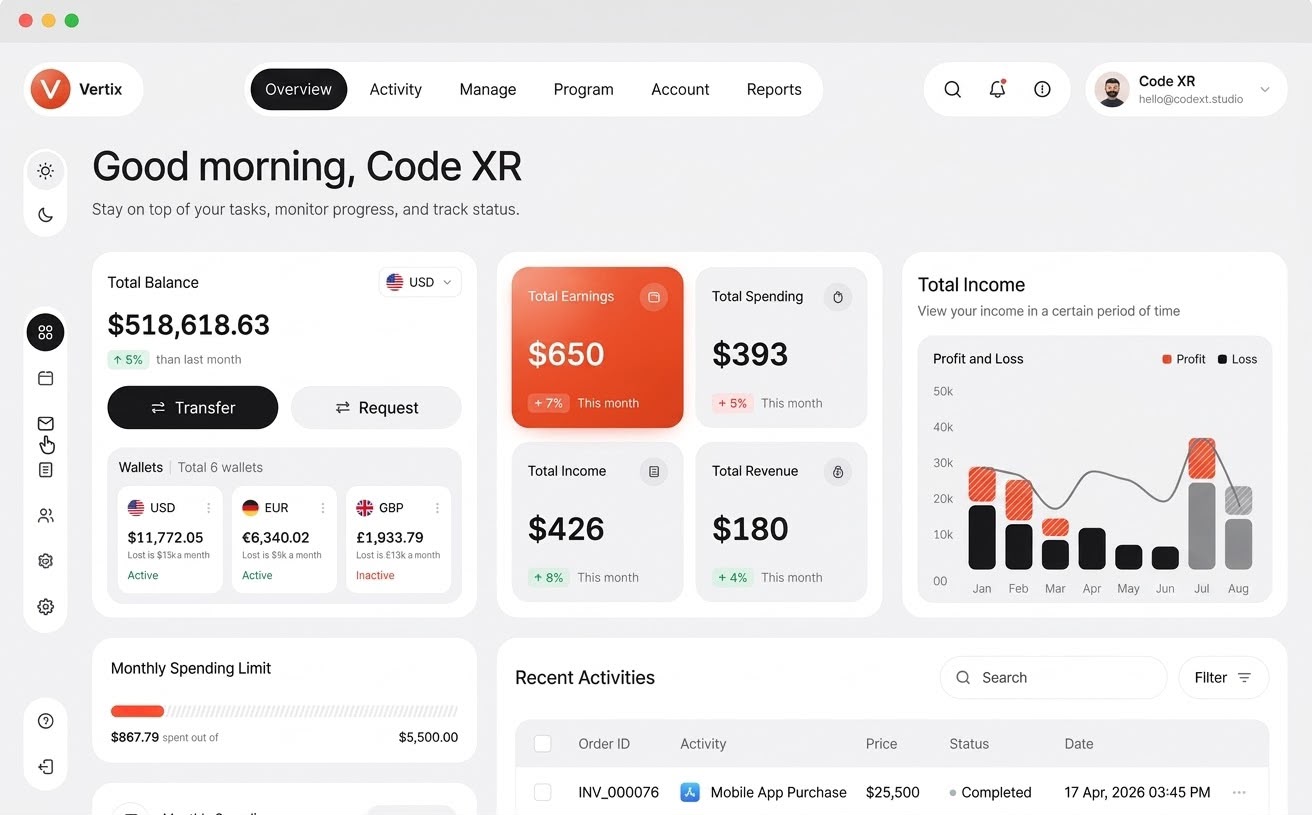 Vertix
Overview
Activity
Manage
Program
Account
Reports
Code XR
hello@codext.studio
Good morning, Code XR
Stay on top of your tasks, monitor progress, and track status.
Total Balance
USD
$518,618.63
↑ 5% than last month
Transfer
Request
Wallets | Total 6 wallets
USD
$11,772.05
Lost is $15k a menth
Active
EUR
€6,340.02
Lost is $9k a month
Active
GBP
£1,933.79
Lost is £13k a month
Inactive
Total Earnings
$650
+ 7% This month
Total Spending
$393
+ 5% This month
Total Income
$426
↑ 8% This month
Total Revenue
$180
+ 4% This month
Total Income
View your income in a certain period of time
Profit and Loss
Profit
Loss
50k
40k
30k
20k
10k
00
Jan Feb Mar Apr May Jun Jul Aug
Monthly Spending Limit
$867.79 spent out of
$5,500.00
Recent Activities
Search
Filter
Order ID Activity Price Status Date
INV_000076 Mobile App Purchase $25,500 Completed 17 Apr, 2026 03:45 PM